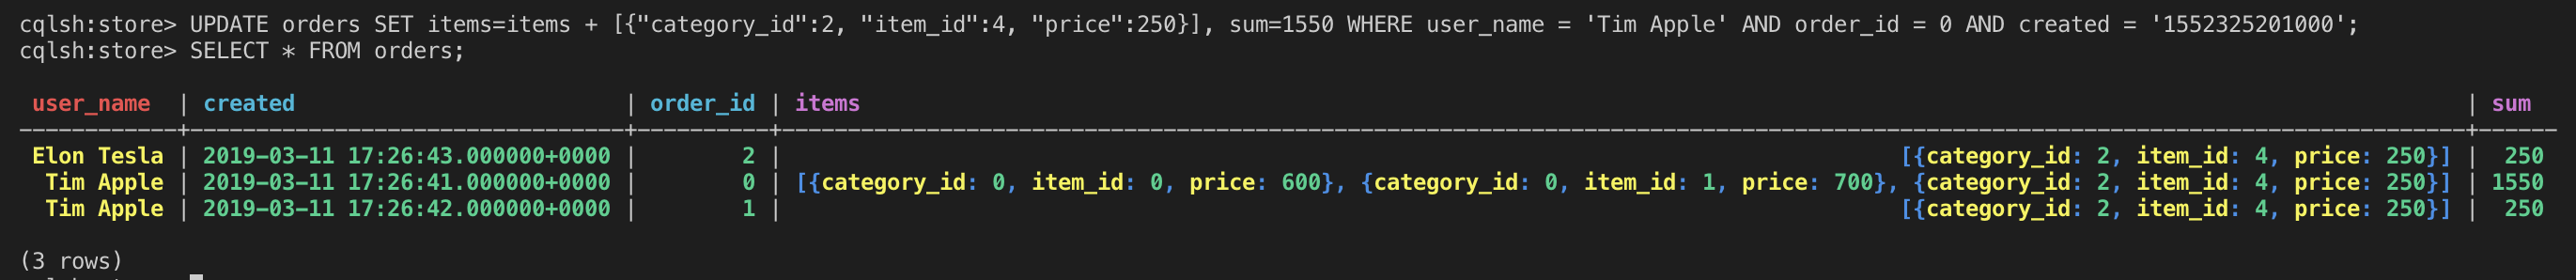 cqlsh:store> UPDATE orders SET items=items + [{"category_id":2, "item_id":4, "price":250}], sum=1550 WHERE user_name = 'Tim Apple' AND order_id = 0 AND created = '1552325201000';
cqlsh:store> SELECT * FROM orders;
user_name | created | order_id | items | sum
------------+---------------------------------+----------+--------------------------------------------------------------------------------------------------------------------------------+------
Elon Tesla | 2019-03-11 17:26:43.000000+0000 | 2 | [{category_id: 2, item_id: 4, price: 250}] | 250
Tim Apple | 2019-03-11 17:26:41.000000+0000 | 0 | [{category_id: 0, item_id: 0, price: 600}, {category_id: 0, item_id: 1, price: 700}, {category_id: 2, item_id: 4, price: 250}] | 1550
Tim Apple | 2019-03-11 17:26:42.000000+0000 | 1 | [{category_id: 2, item_id: 4, price: 250}] | 250
(3 rows)